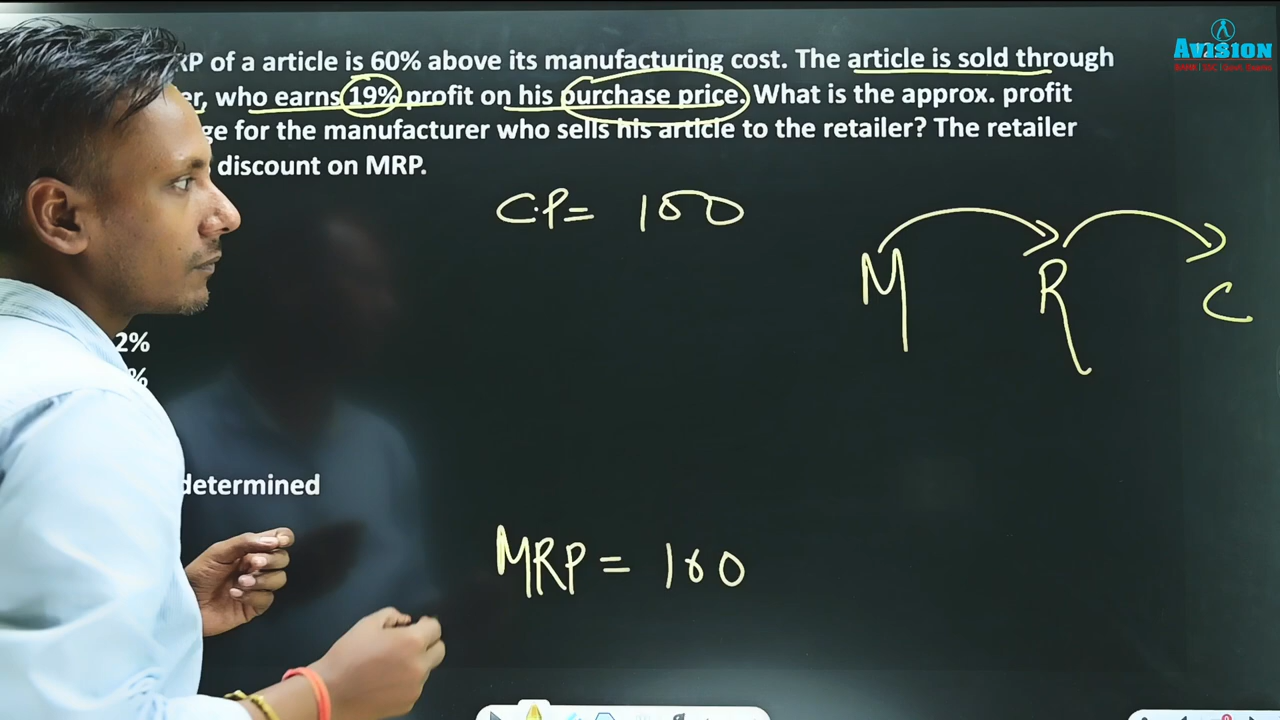 RP of a article is 60% above its manufacturing cost. The article is sold through
er, who earns 19% profit on his purchase price. What is the approx. profit
ge for the manufacturer who sells his article to the retailer? The retailer
discount on MRP.
CP = 100
M R C
2%
%
determined
MRP = 160
AVISION